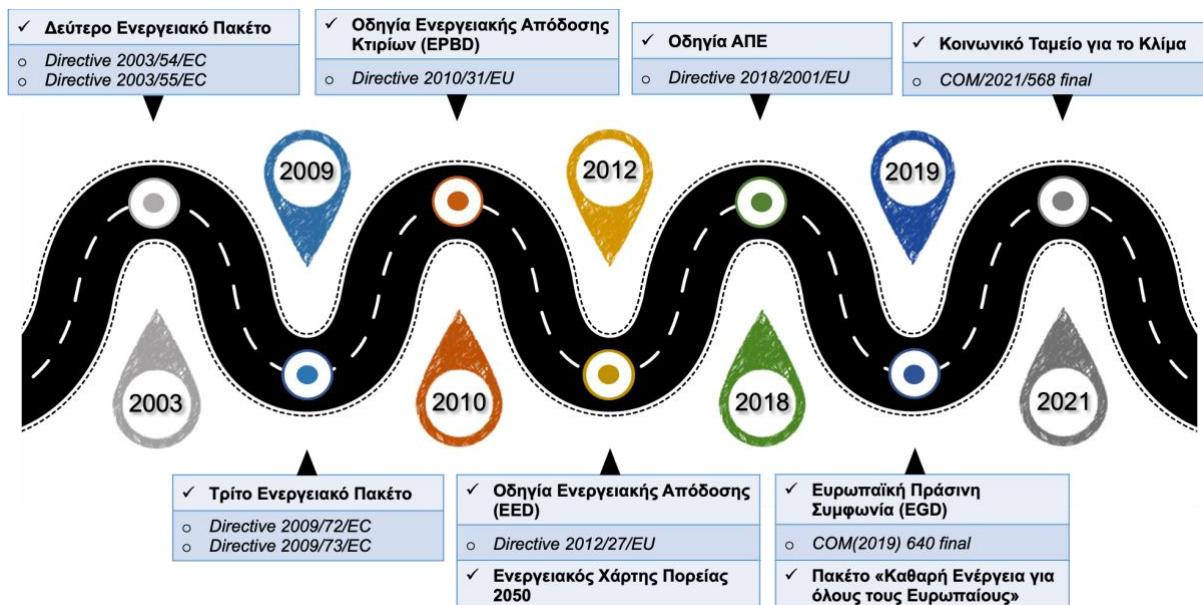 ✓ Δεύτερο Ενεργειακό Πακέτο
o Directive 2003/54/EC
o Directive 2003/55/EC
✓ Οδηγία Ενεργειακής Απόδοσης
Κτιρίων (EPBD)
o Directive 2010/31/EU
✓ Οδηγία ΑΠΕ
o Directive 2018/2001/EU
✓ Κοινωνικό Ταμείο για το Κλίμα
o COM/2021/568 final
2009
2012
2019
2003
2010
2018
2021
✓ Τρίτο Ενεργειακό Πακέτο
o Directive 2009/72/EC
o Directive 2009/73/EC
✓ Οδηγία Ενεργειακής Απόδοσης
(EED)
o Directive 2012/27/EU
✓ Ενεργειακός Χάρτης Πορείας
2050
✓ Ευρωπαϊκή Πράσινη
Συμφωνία (EGD)
o COM(2019) 640 final
✓ Πακέτο «Καθαρή Ενέργεια για
όλους τους Ευρωπαίους»